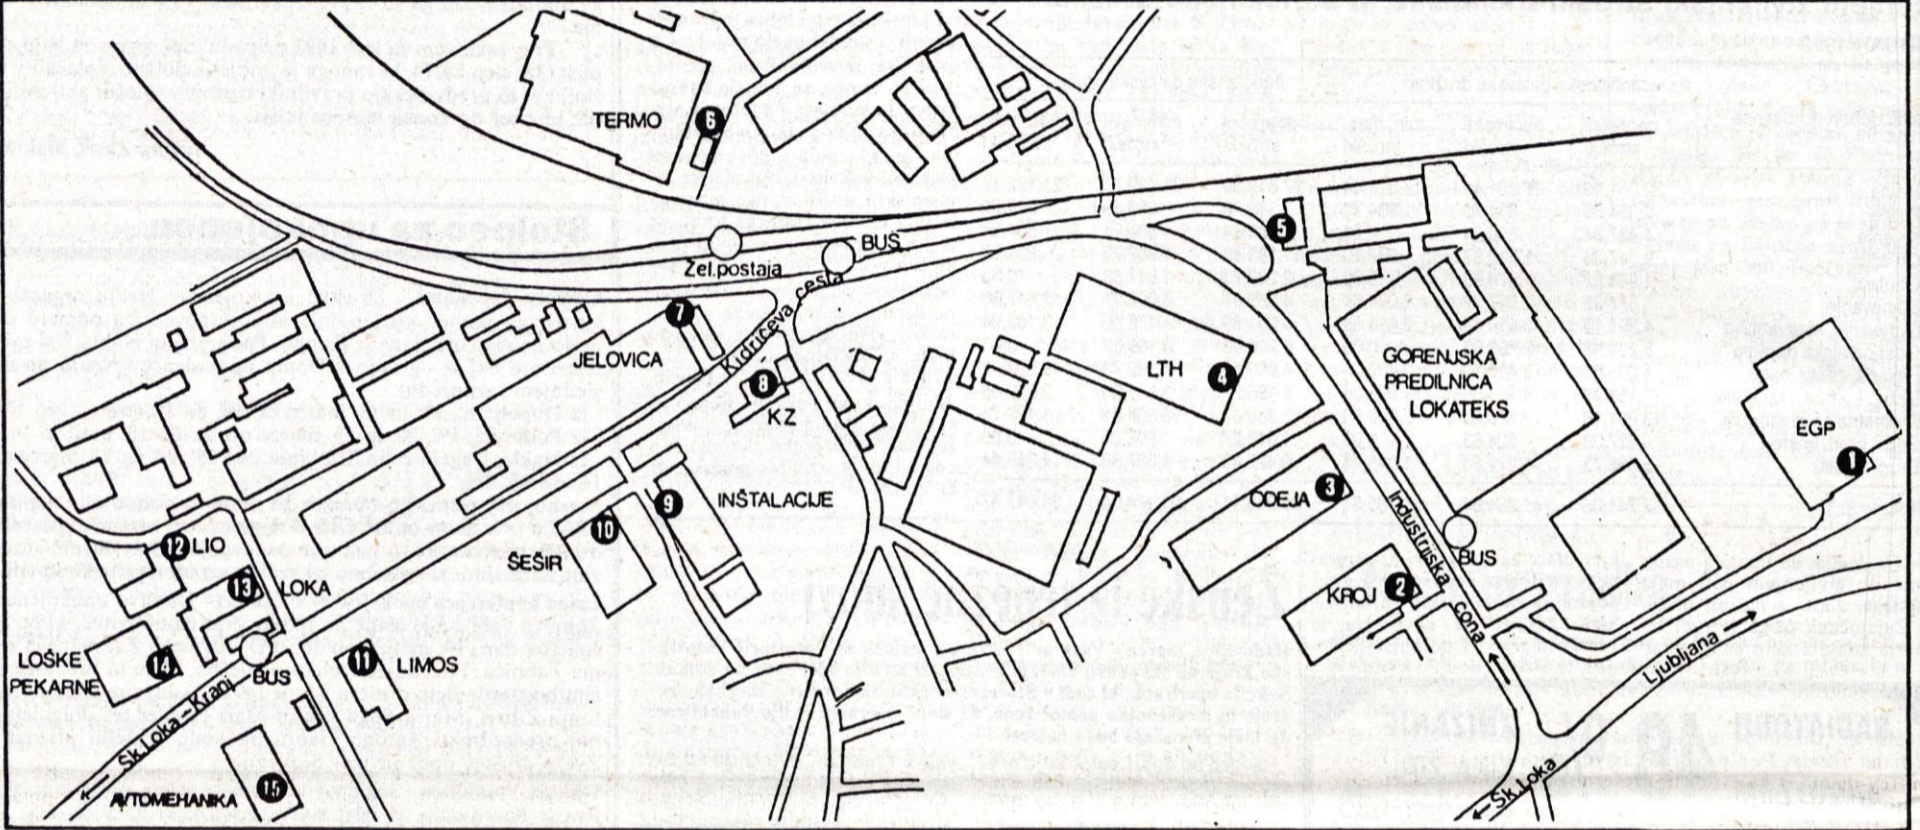 TERMO 6
BUS
Žel.postaja
5
7
Kidričeva cesta
JELOVICA
8
KZ
LTH 4
GORENJSKA
PREDILNICA
LOKATEKS
EGP
1
ODEJA 3
INŠTALACIJE
9
10
ŠEŠIR
Industrijska cona
BUS
KROJ 2
12 LIO
13 LOKA
LOŠKE
PEKARNE
14
BUS
11 LIMOS
Šk. Loka-Kranj
AVTOMEHANIKA 15
Ljubljana
Šk Loka